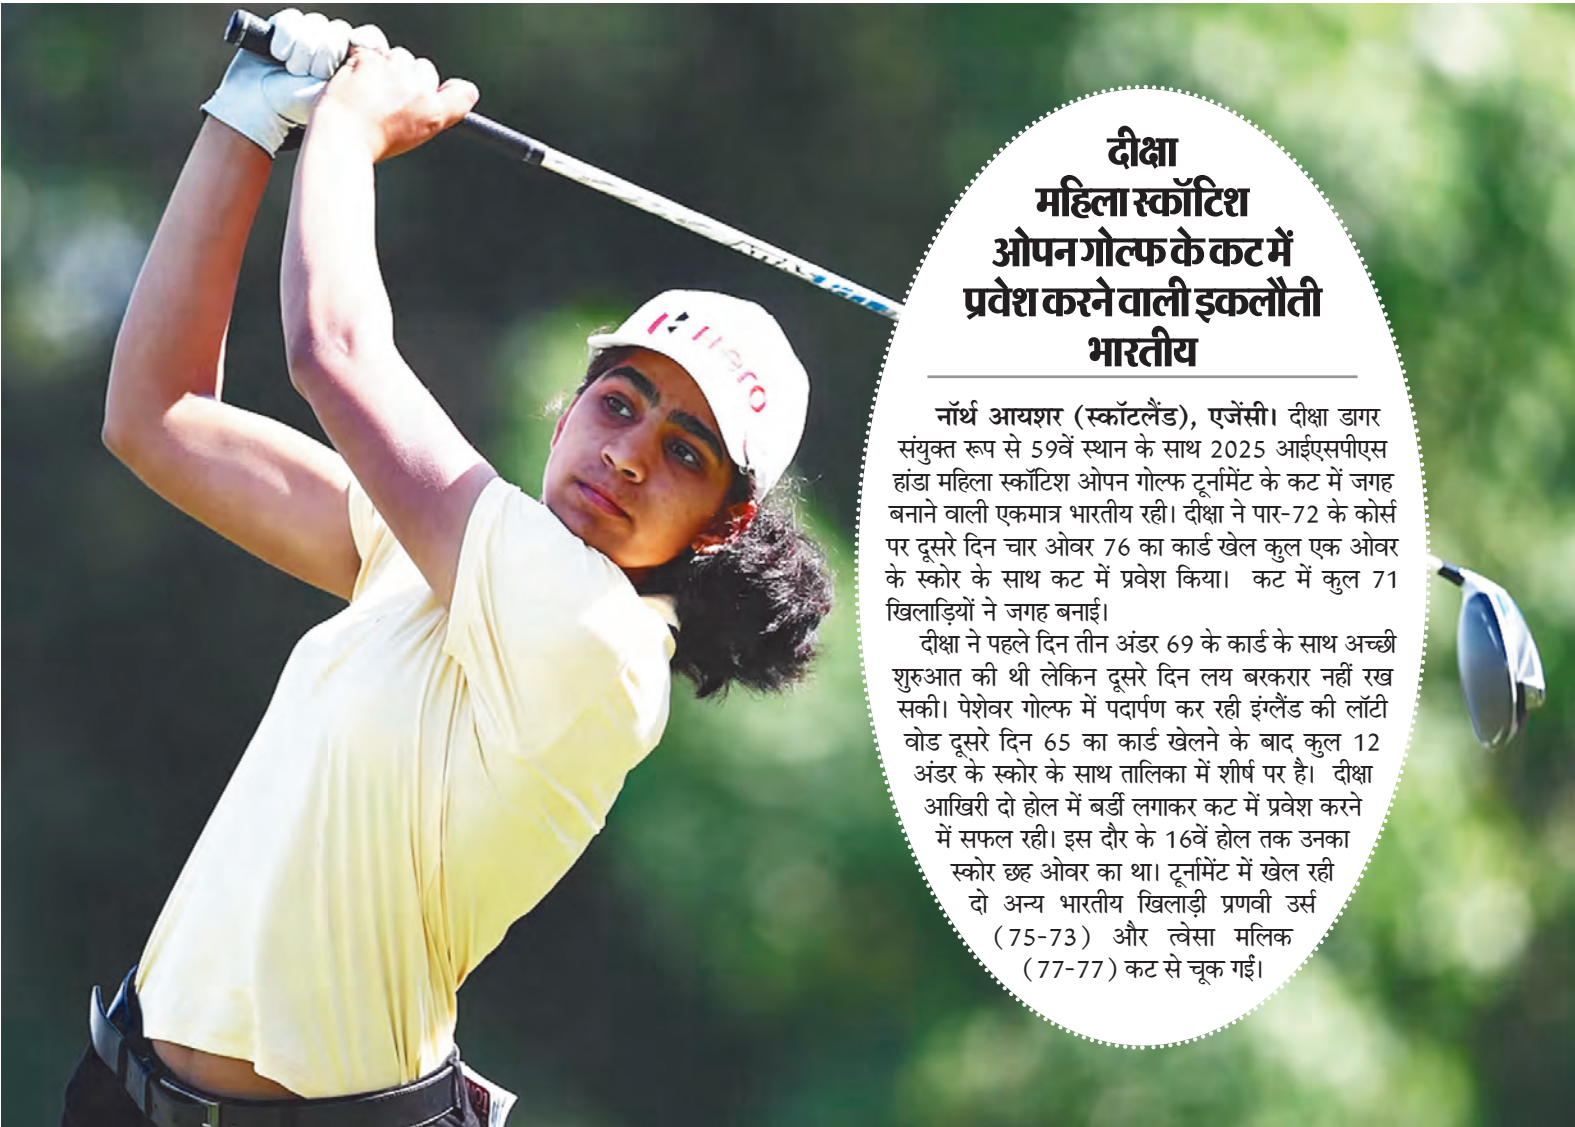 Hero
ATTAS
दीक्षा
महिला स्कॉटिश
ओपन गोल्फ के कट में
प्रवेश करने वाली इकलौती
भारतीय
नॉर्थ आयशर (स्कॉटलैंड), एजेंसी। दीक्षा डागर
संयुक्त रूप से 59वें स्थान के साथ 2025 आईएसपीएस
हांडा महिला स्कॉटिश ओपन गोल्फ टूर्नामेंट के कट में जगह
बनाने वाली एकमात्र भारतीय रही। दीक्षा ने पार-72 के कोर्स
पर दूसरे दिन चार ओवर 76 का कार्ड खेल कुल एक ओवर
के स्कोर के साथ कट में प्रवेश किया। कट में कुल 71
खिलाड़ियों ने जगह बनाई।
दीक्षा ने पहले दिन तीन अंडर 69 के कार्ड के साथ अच्छी
शुरुआत की थी लेकिन दूसरे दिन लय बरकरार नहीं रख
सकी। पेशेवर गोल्फ में पदार्पण कर रही इंग्लैंड की लॉटी
वोड दूसरे दिन 65 का कार्ड खेलने के बाद कुल 12
अंडर के स्कोर के साथ तालिका में शीर्ष पर है। दीक्षा
आखिरी दो होल में बर्डी लगाकर कट में प्रवेश करने
में सफल रही। इस दौर के 16वें होल तक उनका
स्कोर छह ओवर का था। टूर्नामेंट में खेल रही
दो अन्य भारतीय खिलाड़ी प्रणवी उर्स
(75-73) और त्वेसा मलिक
(77-77) कट से चूक गईं।